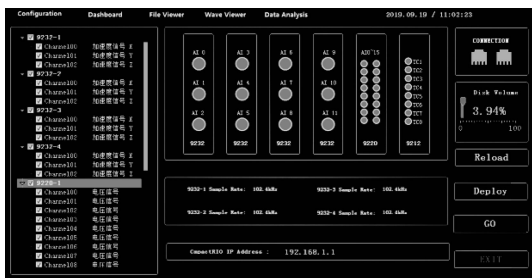 Configuration Dashboard File Viewer Wave Viewer Data Analysis 2019.09.19 / 11:02:23
9232-1
Channel00 加速度信号 X
Channel01 加速度信号 Y
Channel02 加速度信号 Z
9232-2
Channel00 加速度信号 X
Channel01 加速度信号 Y
Channel02 加速度信号 Z
9232-3
Channel00 加速度信号 X
Channel01 加速度信号 Y
Channel02 加速度信号 Z
9232-4
Channel00 加速度信号 X
Channel01 加速度信号 Y
Channel02 加速度信号 Z
9220-1
Channel00 电压信号
Channel01 电压信号
Channel02 电压信号
Channel03 电压信号
Channel04 电压信号
Channel05 电压信号
Channel06 电压信号
Channel07 电压信号
Channel08 电压信号
AI 0 AI 3 AI 6 AI 9 AI0~15
AI 1 AI 4 AI 7 AI 10
AI 2 AI 5 AI 8 AI 11
TC1
TC2
TC3
TC4
TC5
TC6
TC7
TC8
9232 9232 9232 9232 9220 9212
9232-1 Sample Rate: 102.4kHz 9232-3 Sample Rate: 102.4kHz
9232-2 Sample Rate: 102.4kHz 9232-4 Sample Rate: 102.4kHz
CompactRIO IP Address : 192.168.1.1
CONNECTION
Disk Volume
3.94%
0 100
Reload
Deploy
GO
EXIT